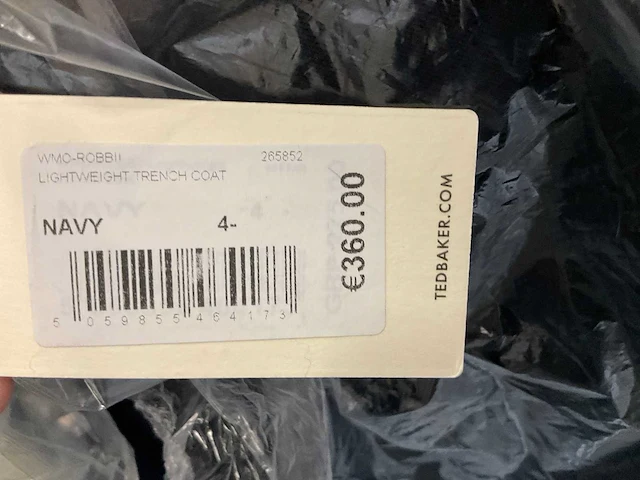 WMO-ROBBII 265852
LIGHTWEIGHT TRENCH COAT
NAVY 4-
5 059855 464173
€360.00
TEDBAKER.COM